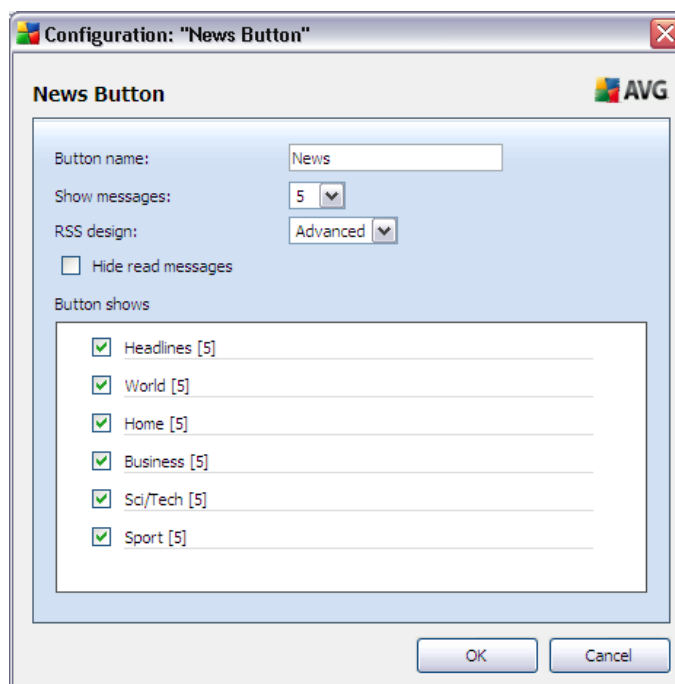 Configuration: "News Button"
News Button
AVG
Button name: News
Show messages: 5
RSS design: Advanced
Hide read messages
Button shows
Headlines [5]
World [5]
Home [5]
Business [5]
Sci/Tech [5]
Sport [5]
OK Cancel